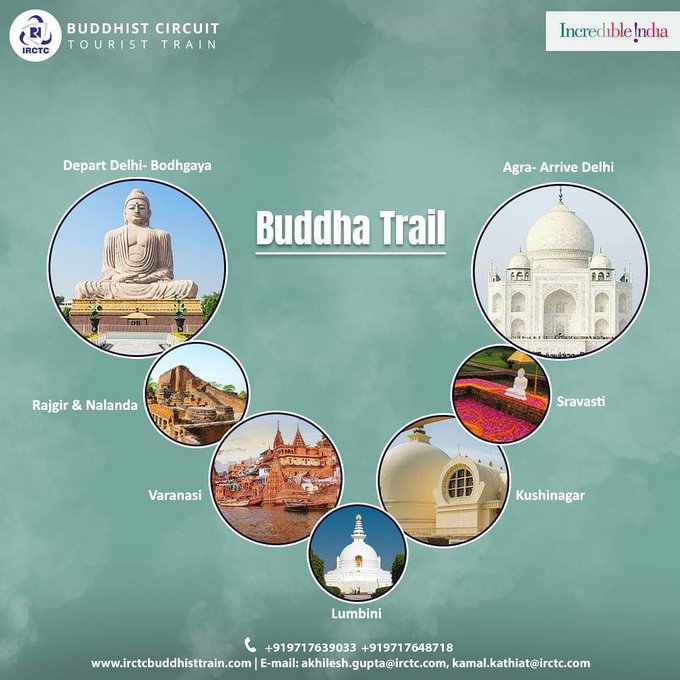 IRCTC
BUDDHIST CIRCUIT
TOURIST TRAIN
Incredible!ndia
Depart Delhi- Bodhgaya
Agra- Arrive Delhi
Buddha Trail
Rajgir & Nalanda
Sravasti
Varanasi
Kushinagar
Lumbini
+919717639033 +919717648718
www.irctcbuddhisttrain.com | E-mail: akhilesh.gupta@irctc.com, kamal.kathiat@irctc.com